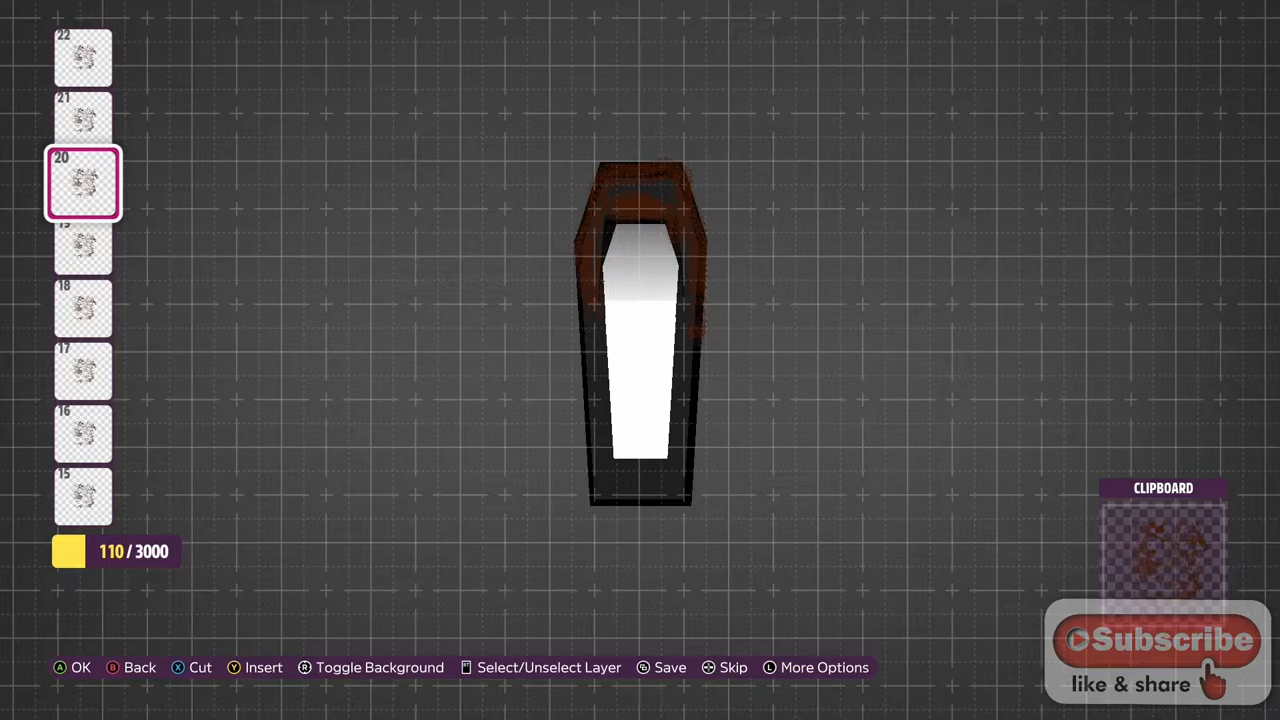 22
21
20
19
18
17
16
15
110 / 3000
CLIPBOARD
Subscribe
like & share
A OK B Back X Cut Y Insert R Toggle Background Select/Unselect Layer Save Skip L More Options